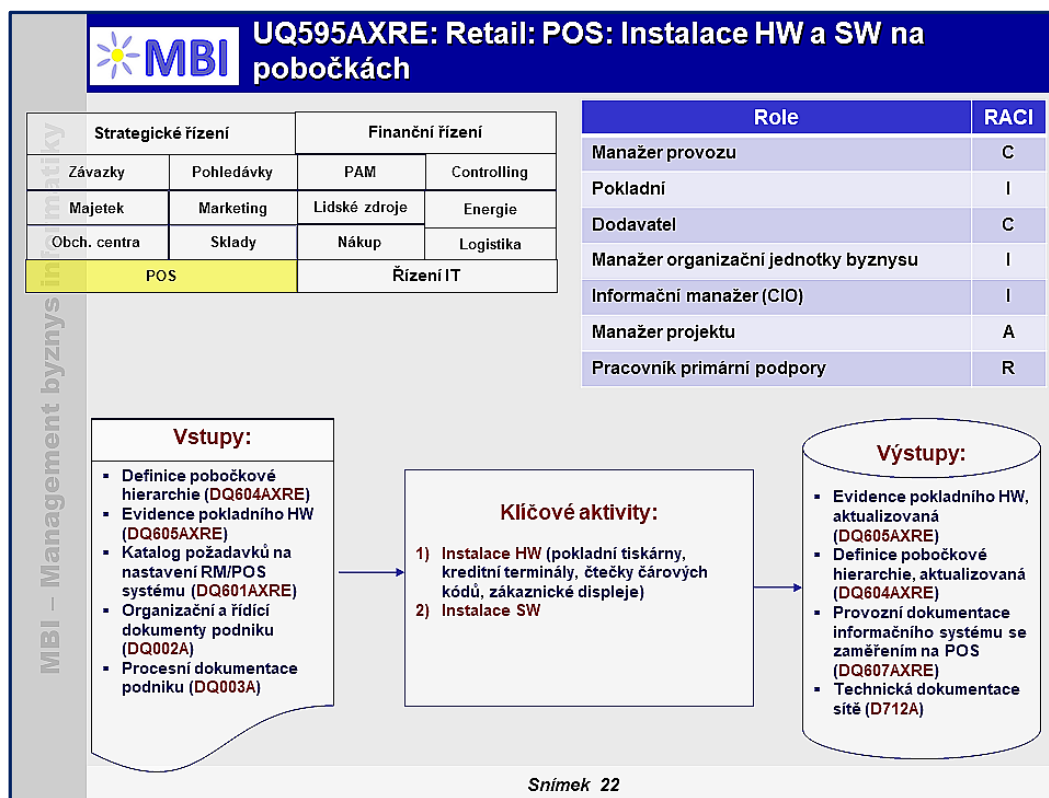 MBI
UQ595AXRE: Retail: POS: Instalace HW a SW na
pobočkách
MBI – Management byznys informatiky
Strategické řízení
Finanční řízení
Závazky
Pohledávky
PAM
Controlling
Majetek
Marketing
Lidské zdroje
Energie
Obch. centra
Sklady
Nákup
Logistika
POS
Řízení IT
Role RACI
Manažer provozu C
Pokladní I
Dodavatel C
Manažer organizační jednotky byznysu I
Informační manažer (CIO) I
Manažer projektu A
Pracovník primární podpory R
Vstupy:
▪ Definice pobočkové
hierarchie (DQ604AXRE)
▪ Evidence pokladního HW
(DQ605AXRE)
▪ Katalog požadavků na
nastavení RM/POS
systému (DQ601AXRE)
▪ Organizační a řídící
dokumenty podniku
(DQ002A)
▪ Procesní dokumentace
podniku (DQ003A)
Klíčové aktivity:
1) Instalace HW (pokladní tiskárny,
kreditní terminály, čtečky čárových
kódů, zákaznické displeje)
2) Instalace SW
Výstupy:
▪ Evidence pokladního HW,
aktualizovaná
(DQ605AXRE)
▪ Definice pobočkové
hierarchie, aktualizovaná
(DQ604AXRE)
▪ Provozní dokumentace
informačního systému se
zaměřením na POS
(DQ607AXRE)
▪ Technická dokumentace
sítě (D712A)
Snímek 22